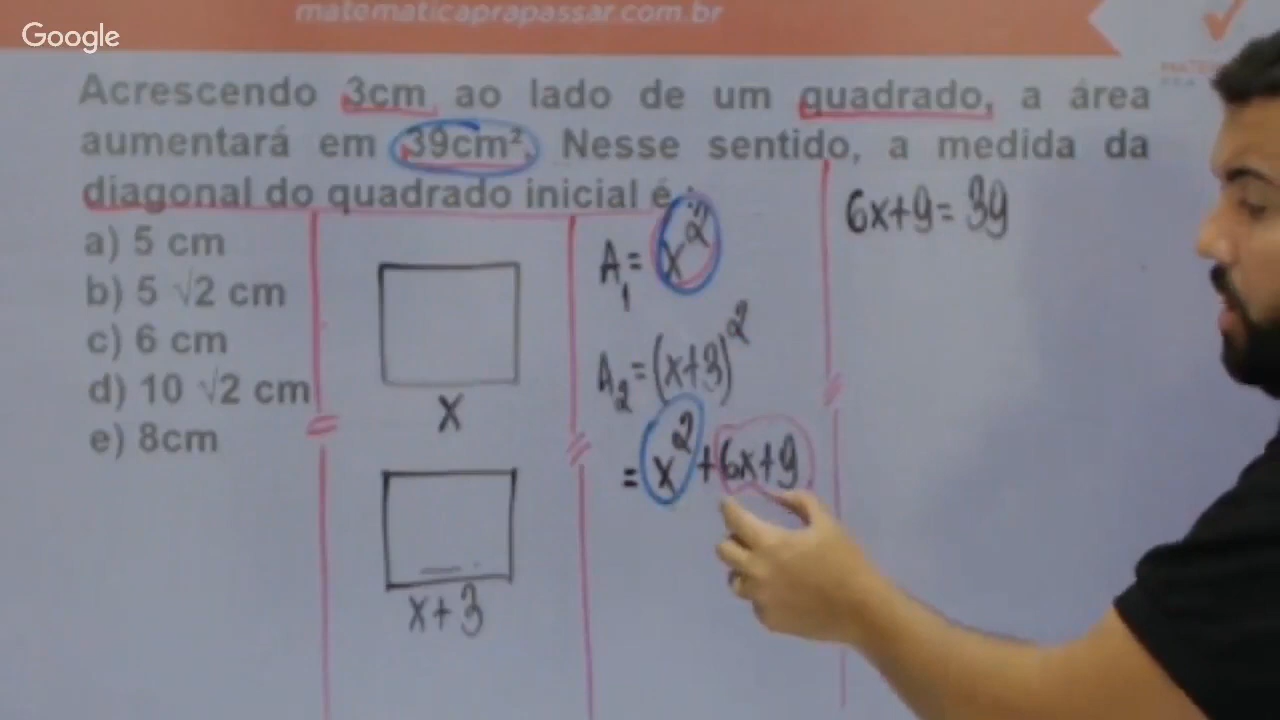 matematicaprapassar.com.br
Google
Acrescendo 3cm ao lado de um quadrado, a área
aumentará em 39cm². Nesse sentido, a medida da
diagonal do quadrado inicial é :
a) 5 cm
b) 5 √2 cm
c) 6 cm
d) 10 √2 cm
e) 8cm
x
x+3
A₁= x²
A₂=(x+3)²
= x²+6x+9
6x+9= 39